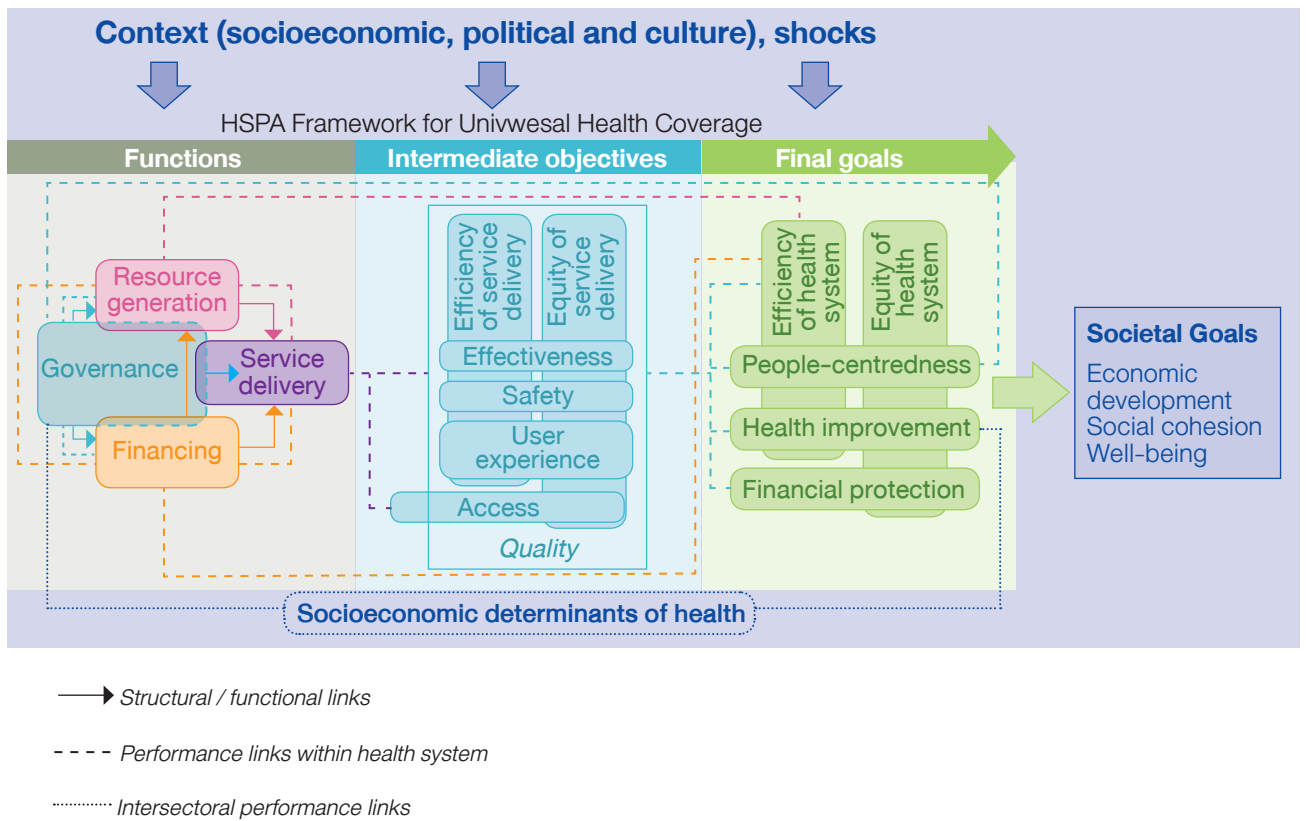 Context (socioeconomic, political and culture), shocks
HSPA Framework for Univwesal Health Coverage
Functions
Intermediate objectives
Final goals
Resource
generation
Governance
Service
delivery
Financing
Efficiency
of service
delivery
Equity of
service
delivery
Effectiveness
Safety
User
experience
Access
Quality
Efficiency
of health
system
Equity of
health
system
People-centredness
Health improvement
Financial protection
Societal Goals
Economic
development
Social cohesion
Well-being
Socioeconomic determinants of health
Structural / functional links
Performance links within health system
Intersectoral performance links